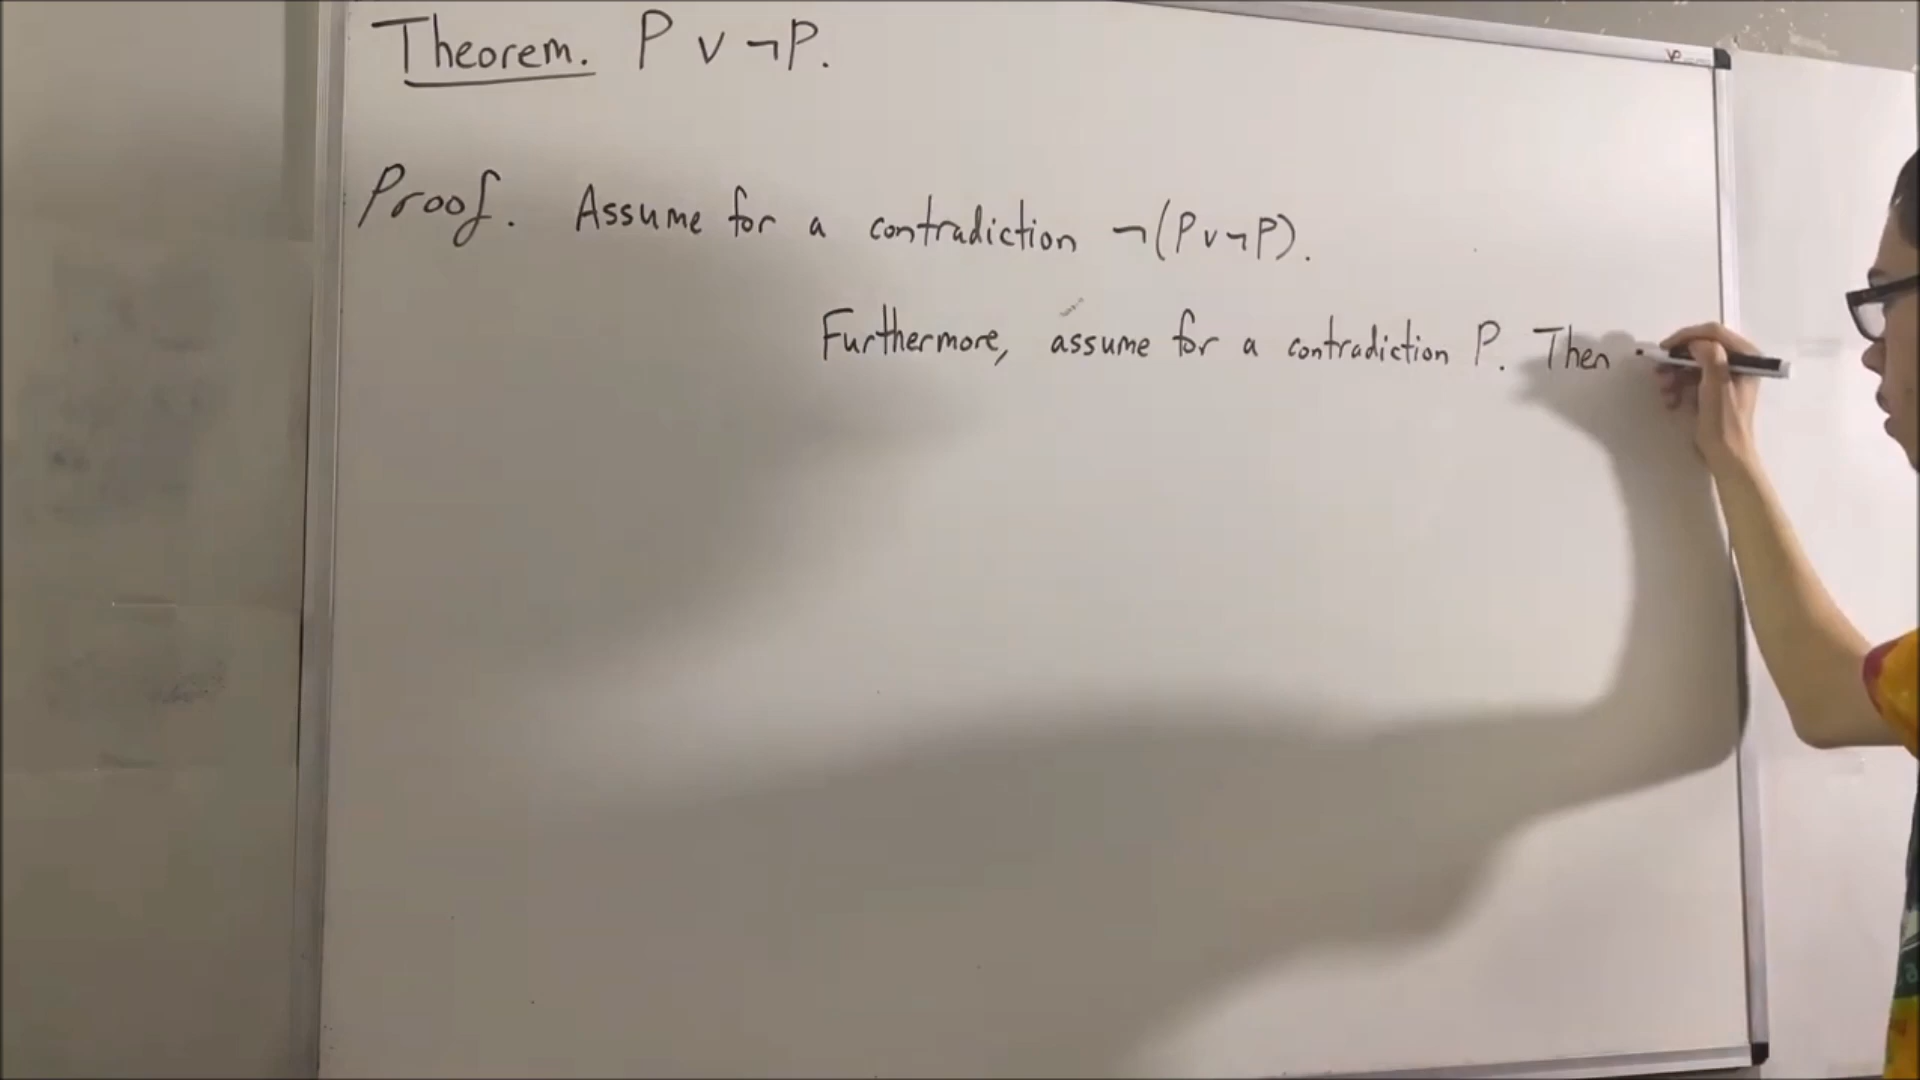 Theorem. P ∨ ¬P.
Proof. Assume for a contradiction ¬(P∨¬P).
Furthermore, assume for a contradiction P. Then